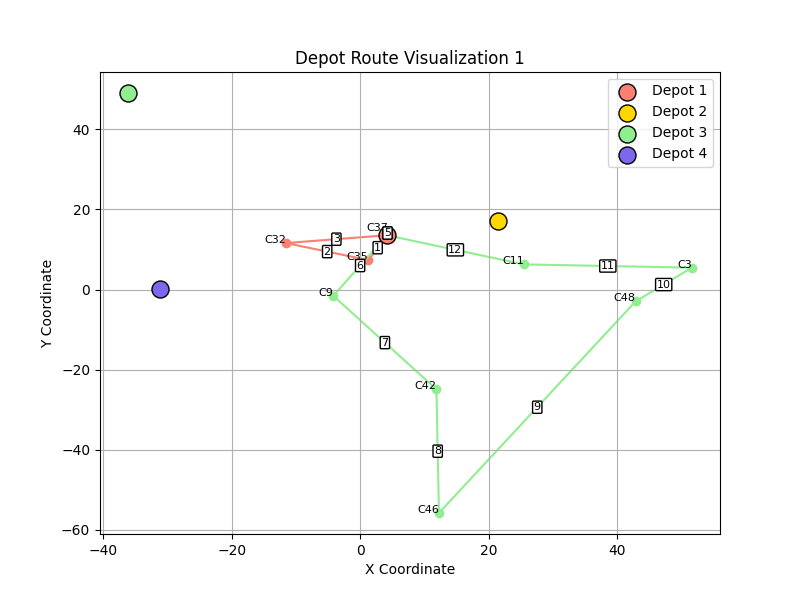 Depot Route Visualization 1
Depot 1
Depot 2
Depot 3
Depot 4
Y Coordinate
40
20
0
−20
−40
−60
C37
5
C32
3
1
2
C35
12
6
C11
11
C3
10
C9
C48
7
C42
9
8
C46
−40
−20
0
20
40
X Coordinate